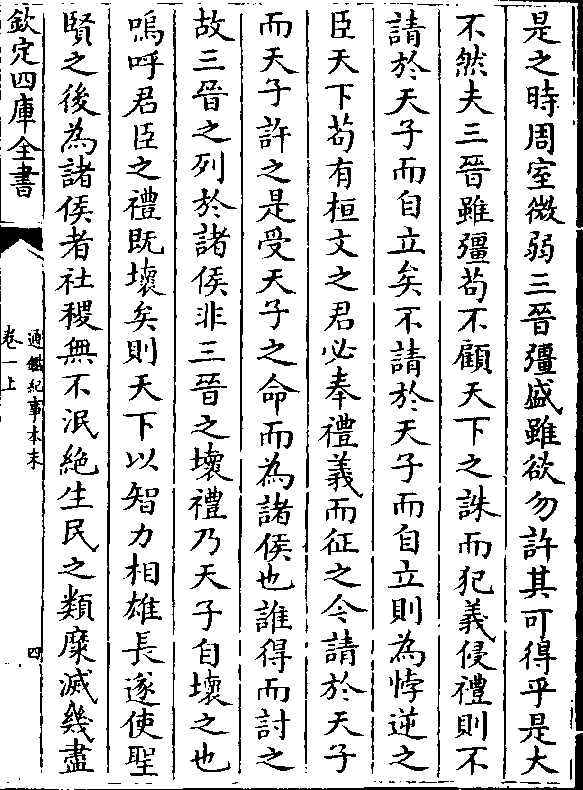 是之時周室微弱三晉彊盛雖欲勿許其可得乎是大
不然夫三晉雖彊茍不顧天下之誅而犯義侵禮則不
請於天子而自立矣不請於天子而自立則為悖逆之
臣天下茍有桓文之君必奉禮義而征之今請於天子
而天子許之是受天子之命而為諸侯也誰得而討之
故三晉之列於諸侯非三晉之壞禮乃天子自壞之也
嗚呼君臣之禮既壞矣則天下以智力相雄長遂使聖
賢之後為諸侯者社稷無不泯絶生民之類糜滅幾盡
欽定四庫全書
通鑑紀事本末
卷一上
四